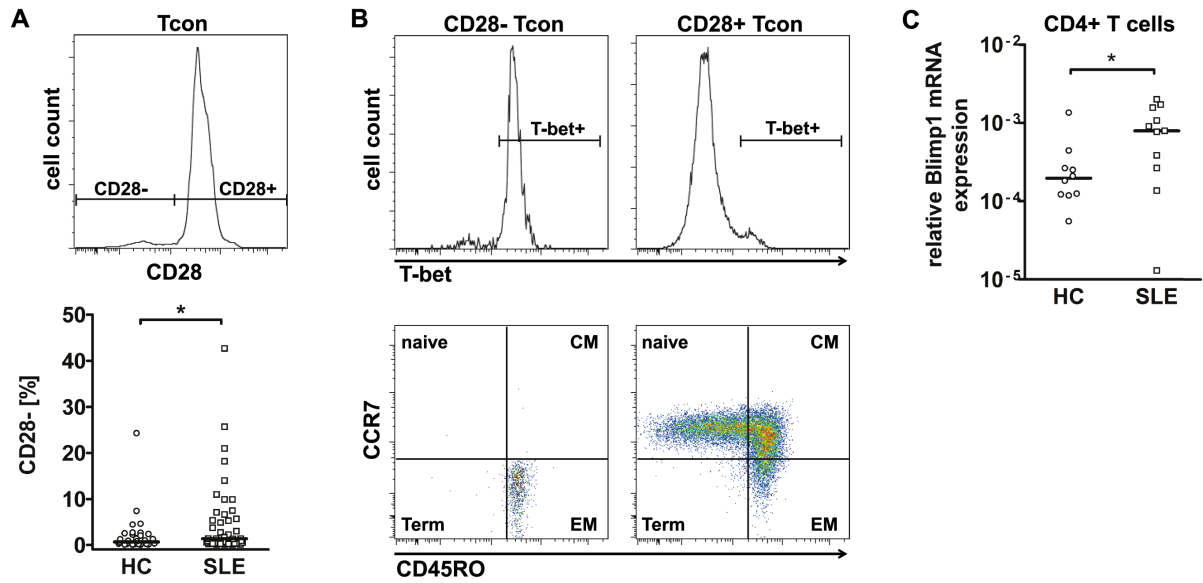 A
Tcon
cell count
CD28-
CD28+
CD28
CD28- [%]
50
40
30
20
10
0
*
HC
SLE
B
CD28- Tcon
CD28+ Tcon
cell count
T-bet+
T-bet+
T-bet
CCR7
naive
CM
Term
EM
naive
CM
Term
EM
CD45RO
C
CD4+ T cells
relative Blimp1 mRNA
expression
10-2
10-3
10-4
10-5
*
HC
SLE